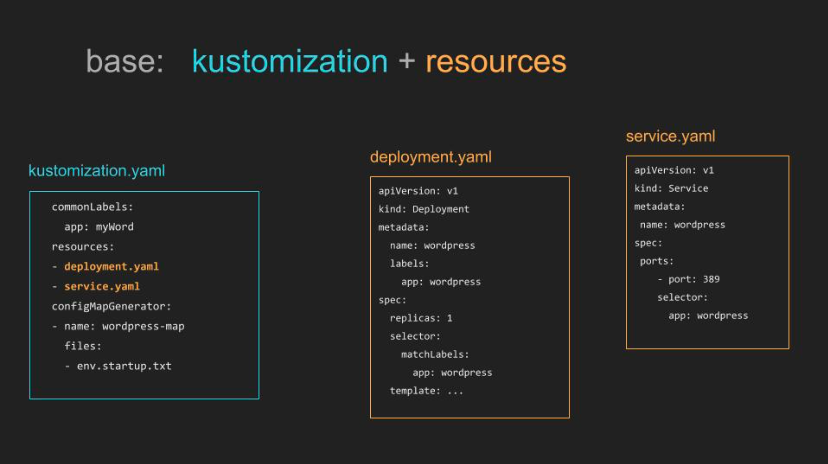 base: kustomization + resources
kustomization.yaml
commonLabels:
  app: myWord
resources:
- deployment.yaml
- service.yaml
configMapGenerator:
- name: wordpress-map
  files:
  - env.startup.txt
deployment.yaml
apiVersion: v1
kind: Deployment
metadata:
  name: wordpress
  labels:
    app: wordpress
spec:
  replicas: 1
  selector:
    matchLabels:
      app: wordpress
  template: ...
service.yaml
apiVersion: v1
kind: Service
metadata:
 name: wordpress
spec:
 ports:
    - port: 389
    selector:
      app: wordpress